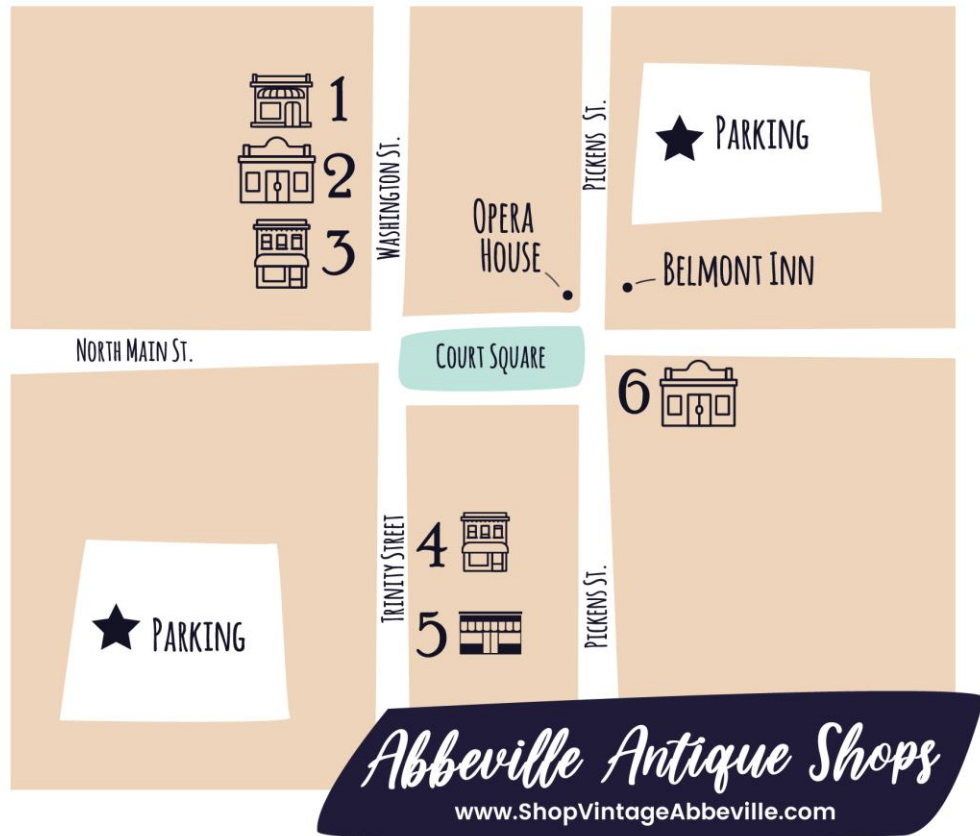 1
2
3
WASHINGTON ST.
OPERA
HOUSE
PICKENS ST.
PARKING
BELMONT INN
NORTH MAIN ST.
COURT SQUARE
6
TRINITY STREET
4
5
PICKENS ST.
PARKING
Abbeville Antique Shops
www.ShopVintageAbbeville.com